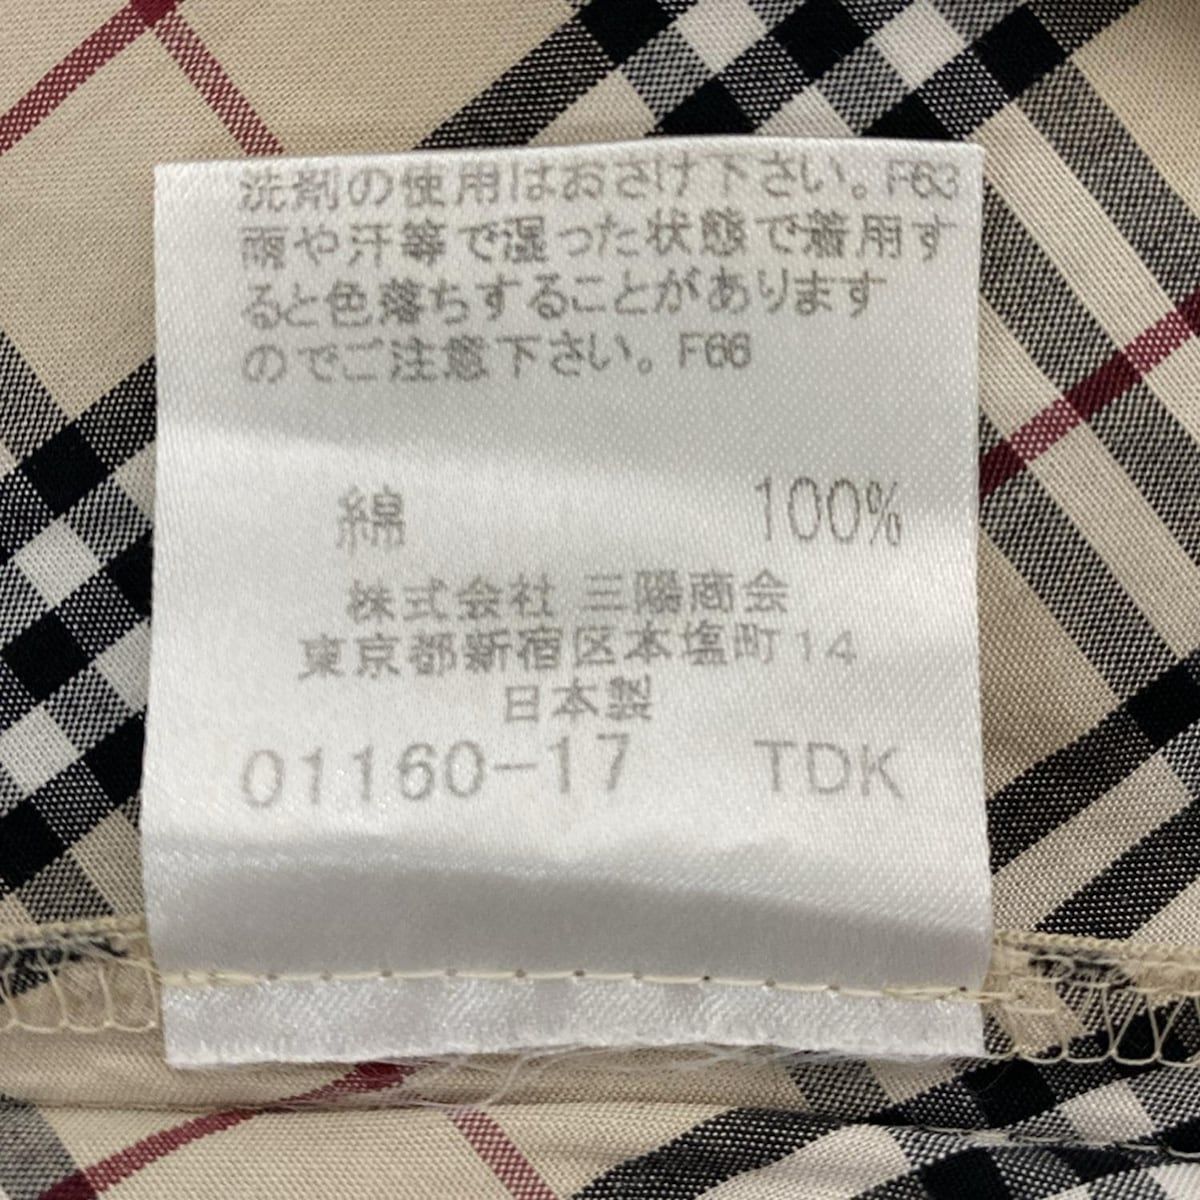 洗剤の使用はおさけ下さい。F63
雨や汗等で湿った状態で着用す
ると色落ちすることがあります
のでご注意下さい。F66
綿 100%
株式会社 三陽商会
東京都新宿区本塩町14
日本製
01160-17 TDK